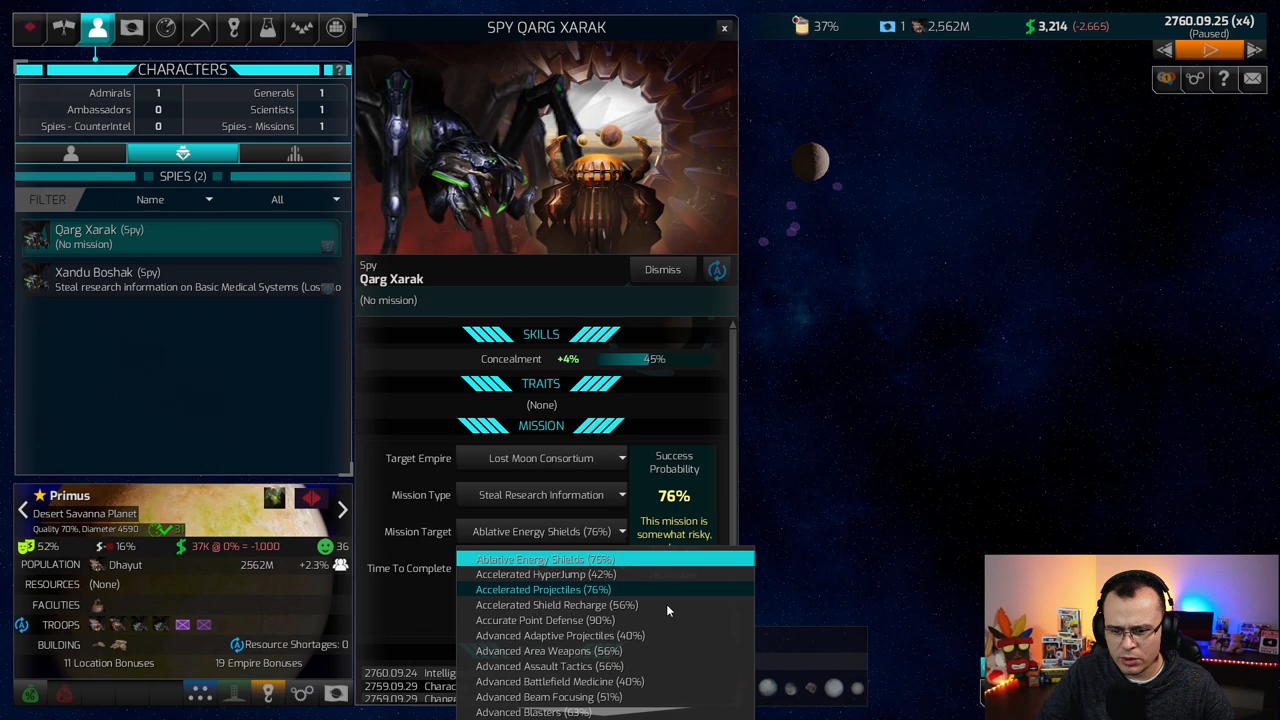 SPY QARG XARAK
x
37%
1
2,562M
3,214 (-2,665)
2760.09.25 (x4)
(Paused)
CHARACTERS
?
Admirals 1 Generals 1
Ambassadors 0 Scientists 1
Spies - CounterIntel 0 Spies - Missions 1
SPIES (2)
FILTER Name All
Qarg Xarak (Spy)
(No mission)
Xandu Boshak (Spy)
Steal research information on Basic Medical Systems
Spy
Qarg Xarak
Dismiss
(No mission)
SKILLS
Concealment +4% 45%
TRAITS
(None)
MISSION
Target Empire Lost Moon Consortium
Mission Type Steal Research Information
Mission Target Ablative Energy Shields (76%)
Time To Complete
Success
Probability
76%
This mission is
somewhat risky,
Ablative Energy Shields (76%)
Accelerated HyperJump (42%)
Accelerated Projectiles (76%)
Accelerated Shield Recharge (56%)
Accurate Point Defense (90%)
Advanced Adaptive Projectiles (40%)
Advanced Area Weapons (56%)
Advanced Assault Tactics (56%)
Advanced Battlefield Medicine (40%)
Advanced Beam Focusing (51%)
Advanced Blasters (63%)
Primus
Desert Savanna Planet
Quality 70%, Diameter 4590
31
52% 16% 37K @ 0% = -1,000 36
POPULATION Dhayut 2562M +2.3%
RESOURCES (None)
FACILITIES
TROOPS
BUILDING Resource Shortages: 0
11 Location Bonuses 19 Empire Bonuses
2760.09.24 Intellig
2759.09.29 Charac
2759.09.29 Change